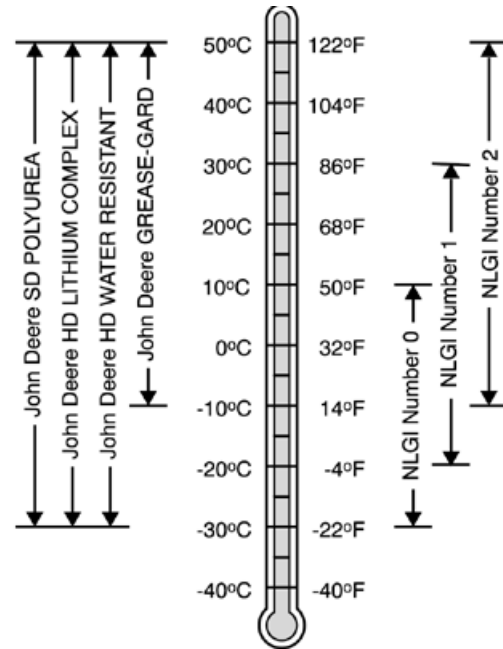 John Deere SD POLYUREA
John Deere HD LITHIUM COMPLEX
John Deere HD WATER RESISTANT
John Deere GREASE-GARD
50ºC 122ºF
40ºC 104ºF
30ºC 86ºF
20ºC 68ºF
10ºC 50ºF
0ºC 32ºF
-10ºC 14ºF
-20ºC -4ºF
-30ºC -22ºF
-40ºC -40ºF
NLGI Number 0
NLGI Number 1
NLGI Number 2